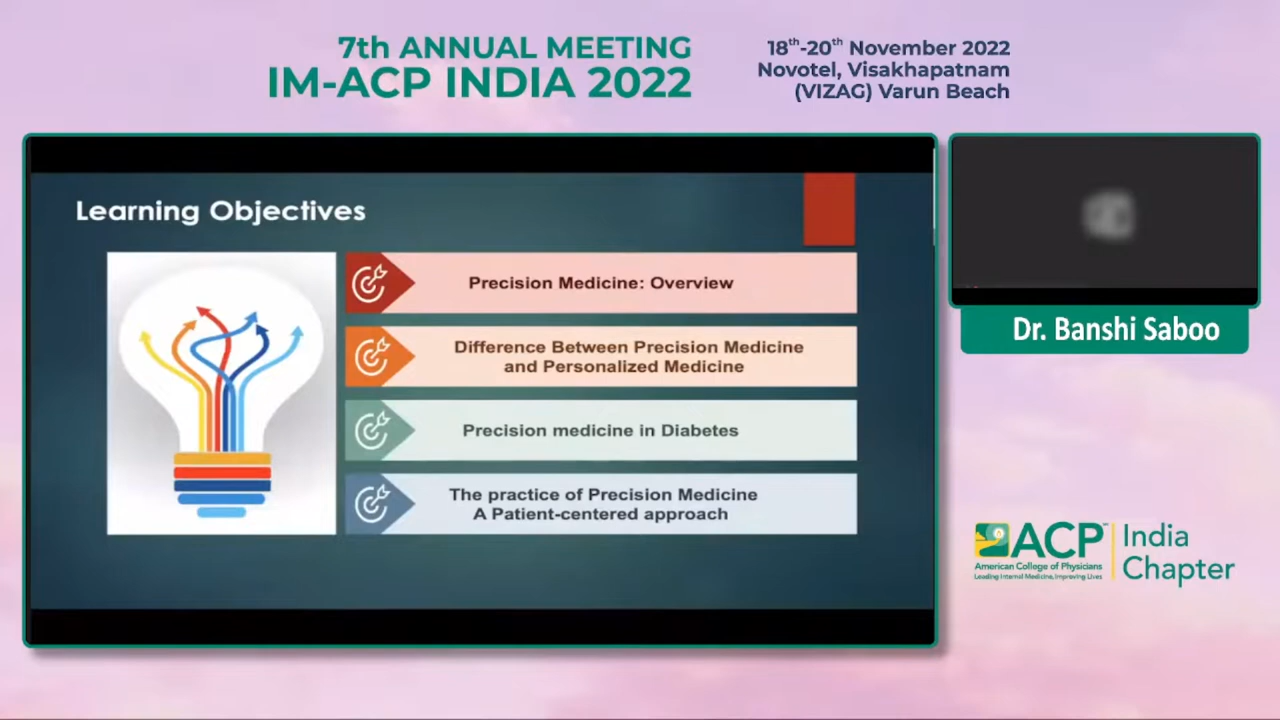 7th ANNUAL MEETING
IM-ACP INDIA 2022
18th-20th November 2022
Novotel, Visakhapatnam
(VIZAG) Varun Beach
Learning Objectives
Precision Medicine: Overview
Difference Between Precision Medicine
and Personalized Medicine
Precision medicine in Diabetes
The practice of Precision Medicine
A Patient-centered approach
Dr. Banshi Saboo
ACP
American College of Physicians
Leading Internal Medicine, Improving Lives
India
Chapter